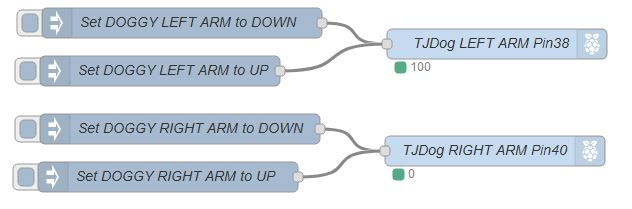 Set DOGGY LEFT ARM to DOWN
TJDog LEFT ARM Pin38
Set DOGGY LEFT ARM to UP
100
Set DOGGY RIGHT ARM to DOWN
TJDog RIGHT ARM Pin40
Set DOGGY RIGHT ARM to UP
0